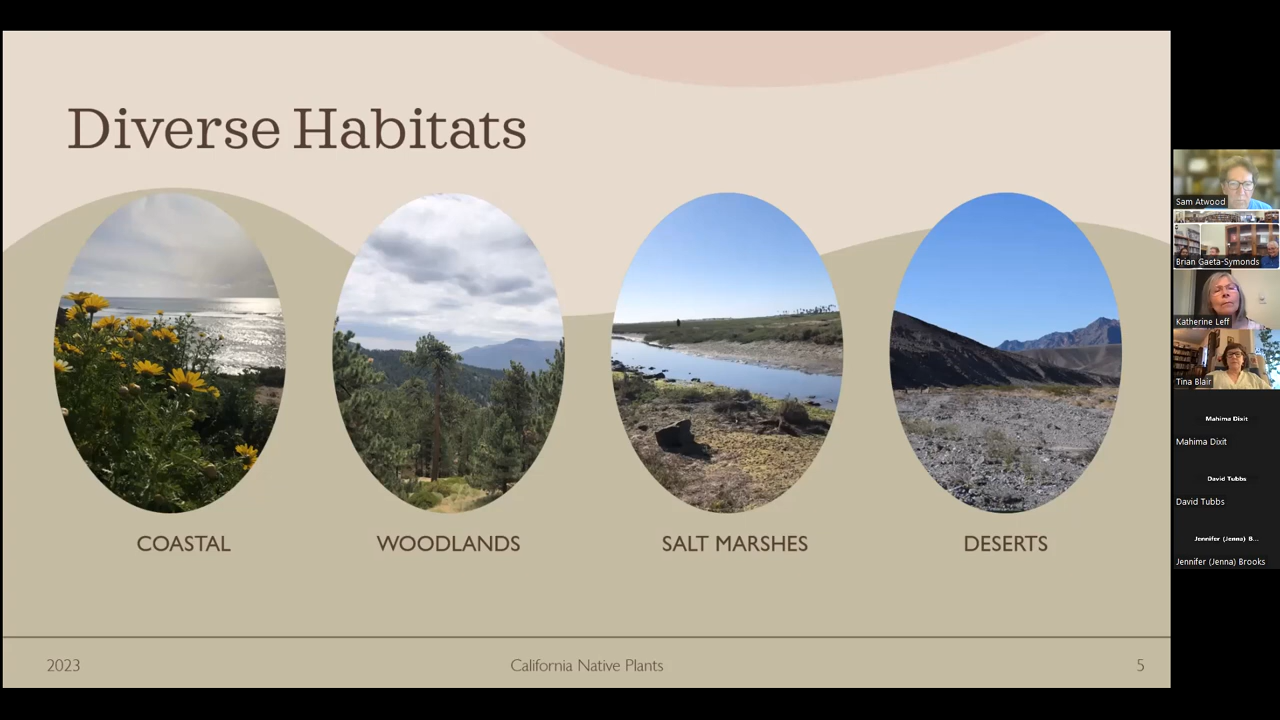 Diverse Habitats
COASTAL
WOODLANDS
SALT MARSHES
DESERTS
2023
California Native Plants
5
Sam Atwood
Brian Gaeta-Symonds
Katherine Leff
Tina Blair
Mahima Dixit
Mahima Dixit
David Tubbs
David Tubbs
Jennifer (Jenna) B...
Jennifer (Jenna) Brooks